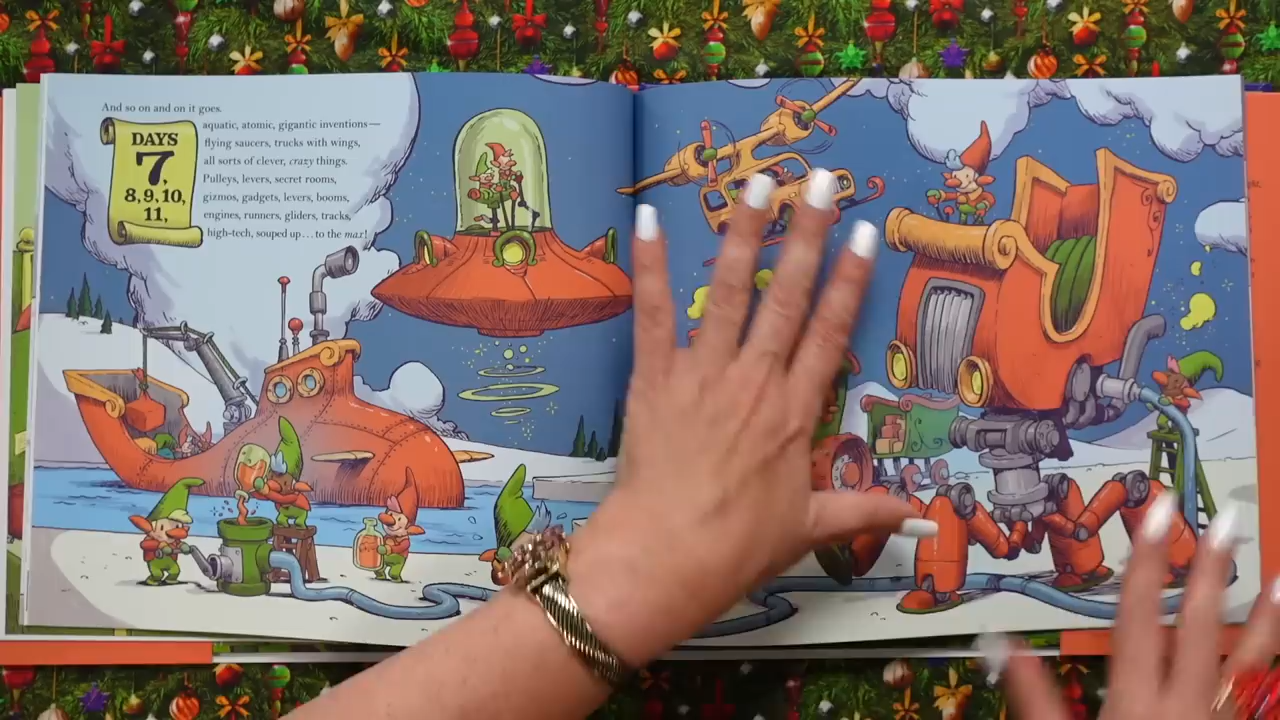 And so on and on it goes.
DAYS
7,
8, 9, 10,
11,
aquatic, atomic, gigantic inventions—
flying saucers, trucks with wings,
all sorts of clever, crazy things.
Pulleys, levers, secret rooms,
gizmos, gadgets, levers, booms,
engines, runners, gliders, tracks,
high-tech, souped up...to the max!